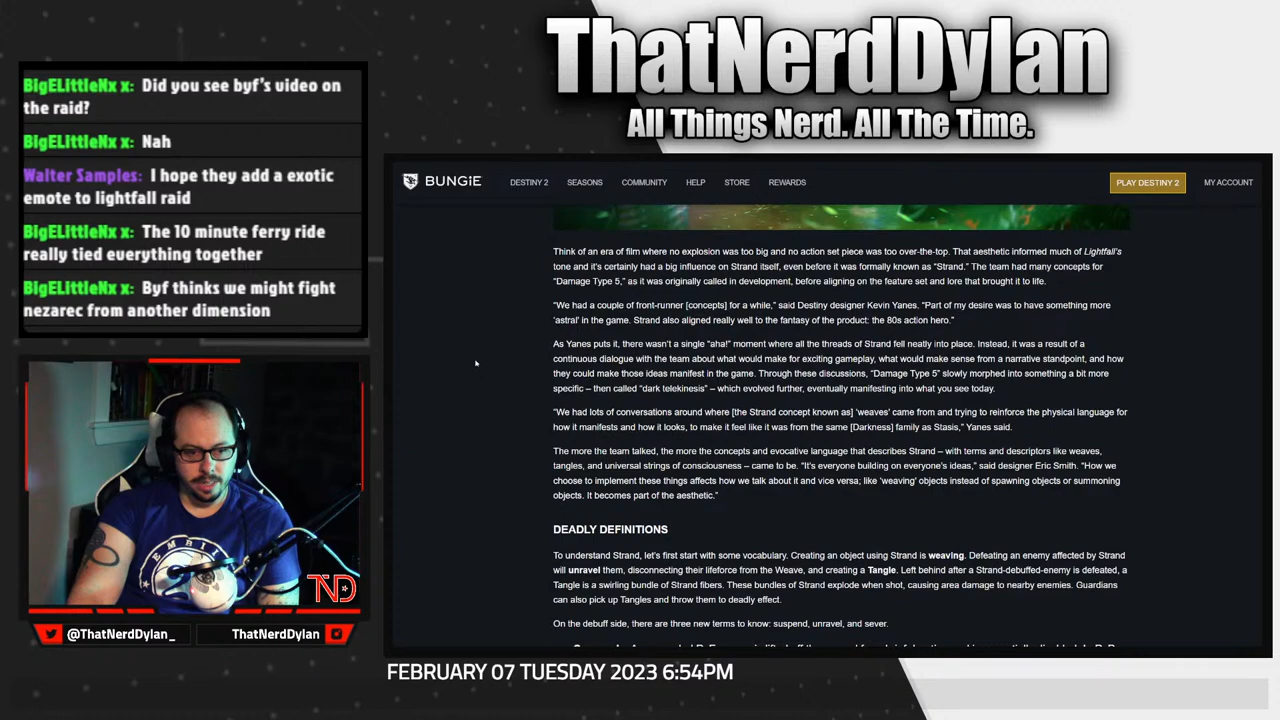 ThatNerdDylan
All Things Nerd. All The Time.
BigELittleNx x: Did you see byf's video on
the raid?
BigELittleNx x: Nah
Walter Samples: I hope they add a exotic
emote to lightfall raid
BigELittleNx x: The 10 minute ferry ride
really tied everything together
BigELittleNx x: Byf thinks we might fight
nezarec from another dimension
BUNGiE
DESTINY 2 SEASONS COMMUNITY HELP STORE REWARDS PLAY DESTINY 2 MY ACCOUNT
Think of an era of film where no explosion was too big and no action set piece was too over-the-top. That aesthetic informed much of Lightfall's
tone and it's certainly had a big influence on Strand itself, even before it was formally known as "Strand." The team had many concepts for
"Damage Type 5," as it was originally called in development, before aligning on the feature set and lore that brought it to life.
"We had a couple of front-runner [concepts] for a while," said Destiny designer Kevin Yanes. "Part of my desire was to have something more
'astral' in the game. Strand also aligned really well to the fantasy of the product: the 80s action hero."
As Yanes puts it, there wasn't a single "aha!" moment where all the threads of Strand fell neatly into place. Instead, it was a result of a
continuous dialogue with the team about what would make for exciting gameplay, what would make sense from a narrative standpoint, and how
they could make those ideas manifest in the game. Through these discussions, "Damage Type 5" slowly morphed into something a bit more
specific – then called "dark telekinesis" – which evolved further, eventually manifesting into what you see today.
"We had lots of conversations around where [the Strand concept known as] 'weaves' came from and trying to reinforce the physical language for
how it manifests and how it looks, to make it feel like it was from the same [Darkness] family as Stasis," Yanes said.
The more the team talked, the more the concepts and evocative language that describes Strand – with terms and descriptors like weaves,
tangles, and universal strings of consciousness – came to be. "It's everyone building on everyone's ideas," said designer Eric Smith. "How we
choose to implement these things affects how we talk about it and vice versa; like 'weaving' objects instead of spawning objects or summoning
objects. It becomes part of the aesthetic."
DEADLY DEFINITIONS
To understand Strand, let's first start with some vocabulary. Creating an object using Strand is weaving. Defeating an enemy affected by Strand
will unravel them, disconnecting their lifeforce from the Weave, and creating a Tangle. Left behind after a Strand-debuffed-enemy is defeated, a
Tangle is a swirling bundle of Strand fibers. These bundles of Strand explode when shot, causing area damage to nearby enemies. Guardians
can also pick up Tangles and throw them to deadly effect.
On the debuff side, there are three new terms to know: suspend, unravel, and sever.
TND
@ThatNerdDylan_ ThatNerdDylan
FEBRUARY 07 TUESDAY 2023 6:54PM